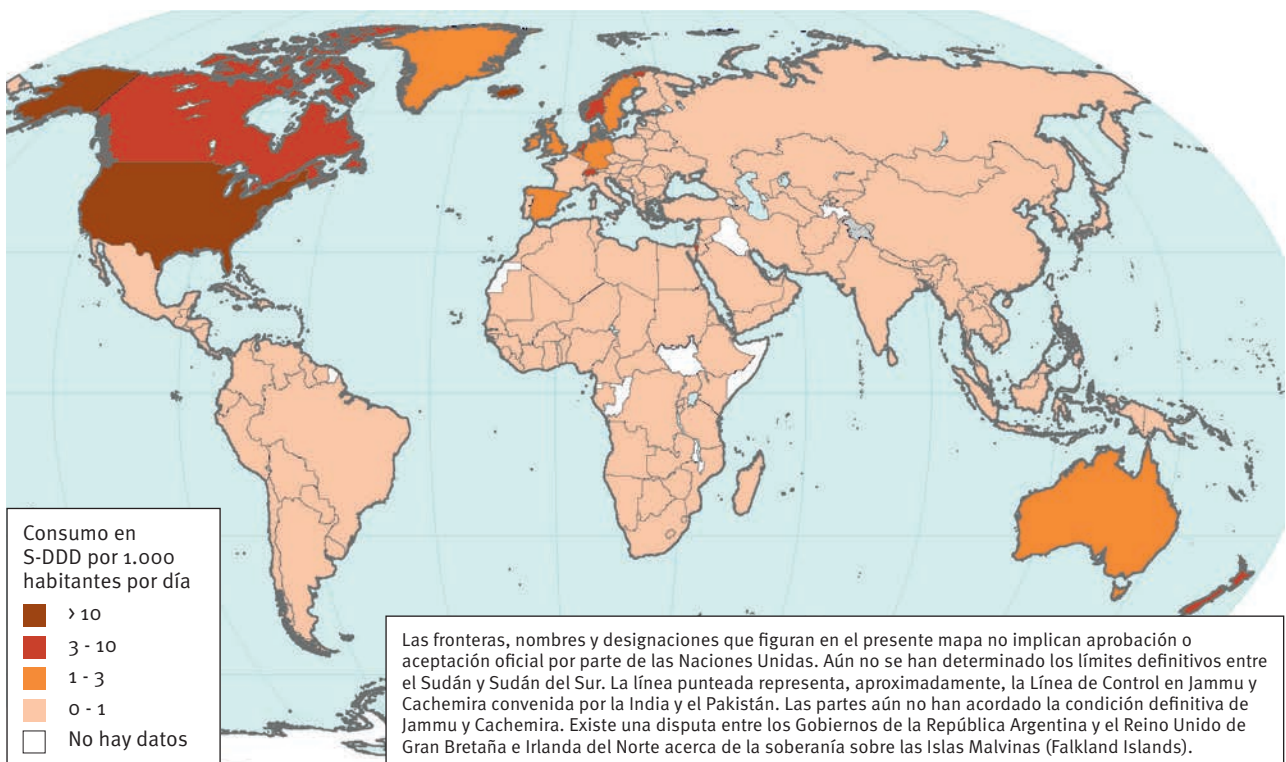 Consumo en
S-DDD por 1.000
habitantes por día
> 10
3 - 10
1 - 3
0 - 1
No hay datos
Las fronteras, nombres y designaciones que figuran en el presente mapa no implican aprobación o
aceptación oficial por parte de las Naciones Unidas. Aún no se han determinado los límites definitivos entre
el Sudán y Sudán del Sur. La línea punteada representa, aproximadamente, la Línea de Control en Jammu y
Cachemira convenida por la India y el Pakistán. Las partes aún no han acordado la condición definitiva de
Jammu y Cachemira. Existe una disputa entre los Gobiernos de la República Argentina y el Reino Unido de
Gran Bretaña e Irlanda del Norte acerca de la soberanía sobre las Islas Malvinas (Falkland Islands).